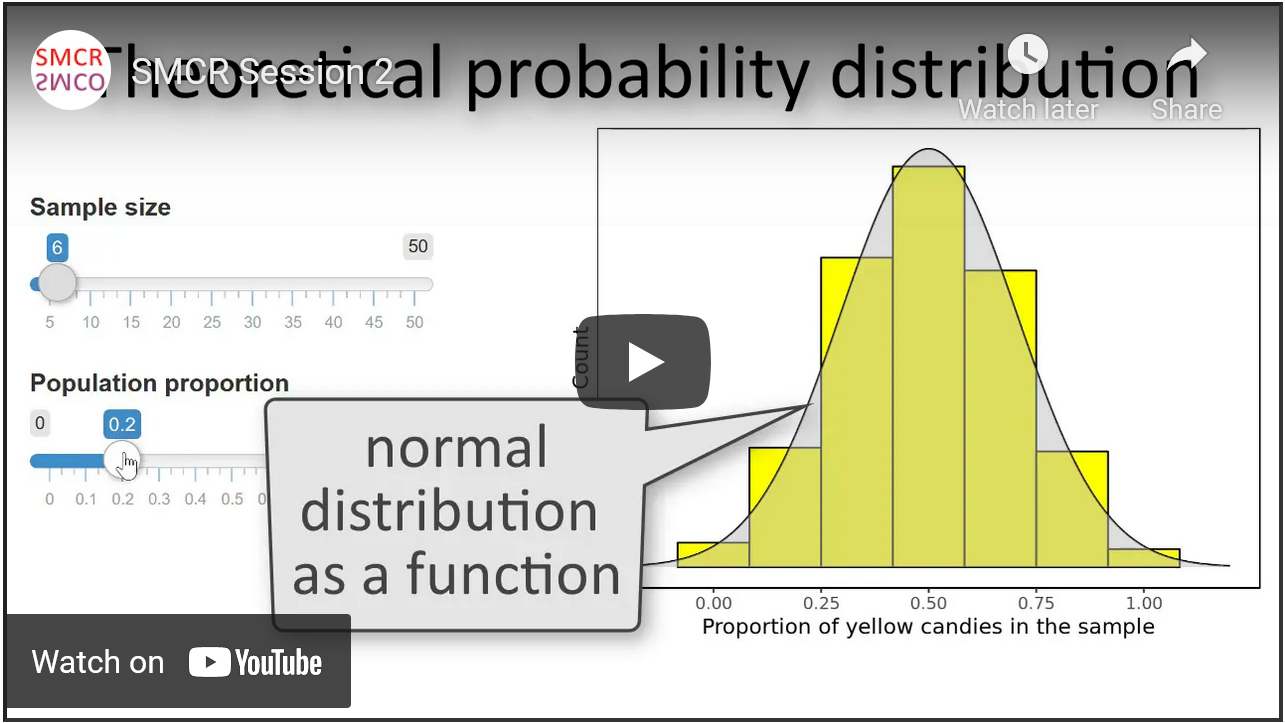 SMCR
SMCO
SMCR Session 2
Theoretical probability distribution
Watch later
Share
Sample size
6
50
5 10 15 20 25 30 35 40 45 50
Population proportion
0
0.2
0 0.1 0.2 0.3 0.4 0.5
Count
normal
distribution
as a function
0.00 0.25 0.50 0.75 1.00
Proportion of yellow candies in the sample
Watch on YouTube